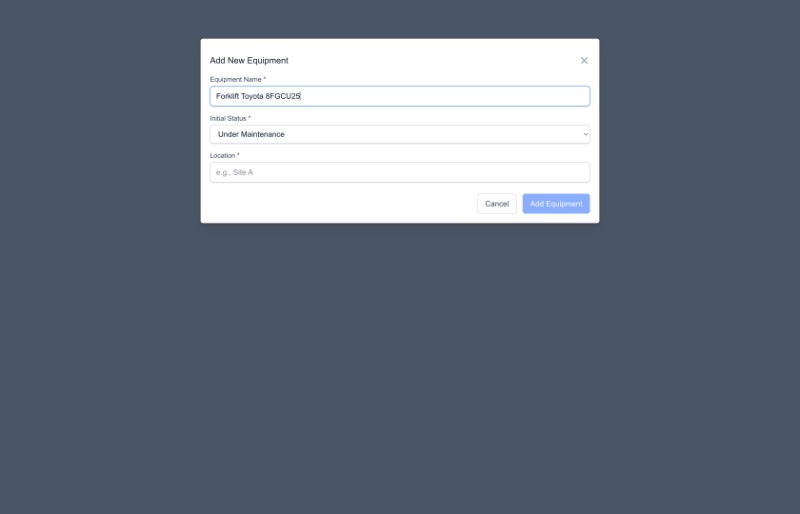 Add New Equipment
Equipment Name *
Forklift Toyota 8FGCU25
Initial Status *
Under Maintenance
Location *
e.g., Site A
Cancel
Add Equipment